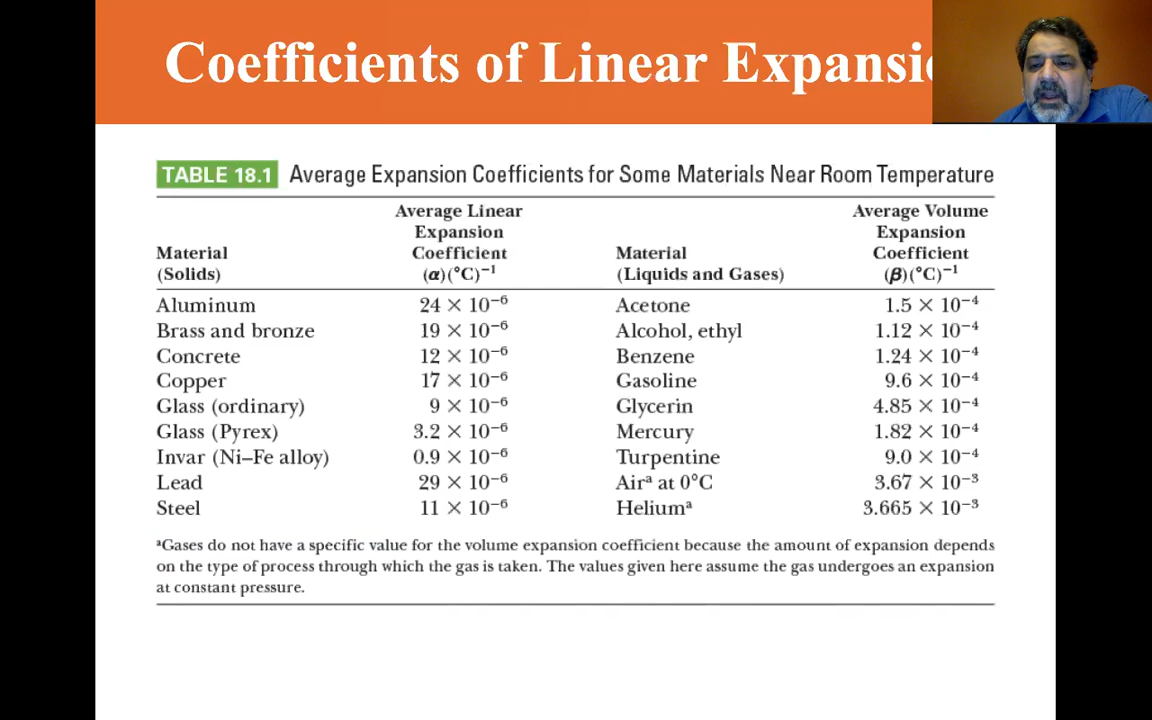 Coefficients of Linear Expansi
TABLE 18.1 Average Expansion Coefficients for Some Materials Near Room Temperature
Average Linear Average Volume
Expansion Expansion
Material Coefficient Material Coefficient
(Solids) (α)(°C)⁻¹ (Liquids and Gases) (β)(°C)⁻¹
Aluminum 24 × 10⁻⁶ Acetone 1.5 × 10⁻⁴
Brass and bronze 19 × 10⁻⁶ Alcohol, ethyl 1.12 × 10⁻⁴
Concrete 12 × 10⁻⁶ Benzene 1.24 × 10⁻⁴
Copper 17 × 10⁻⁶ Gasoline 9.6 × 10⁻⁴
Glass (ordinary) 9 × 10⁻⁶ Glycerin 4.85 × 10⁻⁴
Glass (Pyrex) 3.2 × 10⁻⁶ Mercury 1.82 × 10⁻⁴
Invar (Ni–Fe alloy) 0.9 × 10⁻⁶ Turpentine 9.0 × 10⁻⁴
Lead 29 × 10⁻⁶ Airᵃ at 0°C 3.67 × 10⁻³
Steel 11 × 10⁻⁶ Heliumᵃ 3.665 × 10⁻³
ᵃGases do not have a specific value for the volume expansion coefficient because the amount of expansion depends
on the type of process through which the gas is taken. The values given here assume the gas undergoes an expansion
at constant pressure.